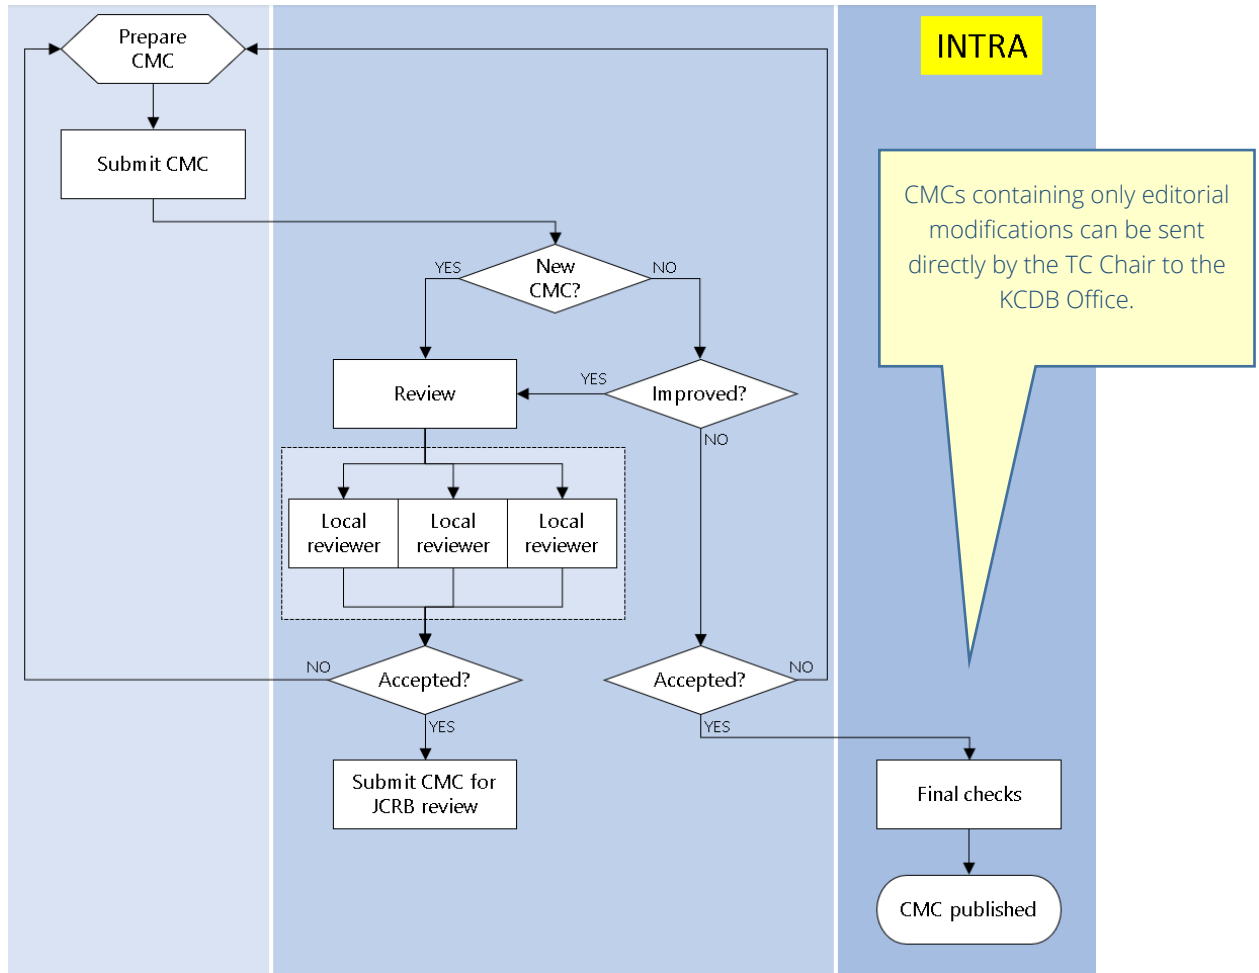 Prepare
CMC
INTRA
Submit CMC
CMCs containing only editorial
modifications can be sent
directly by the TC Chair to the
KCDB Office.
YES
New
CMC?
NO
Review
YES
Improved?
NO
Local
reviewer
Local
reviewer
Local
reviewer
NO
Accepted?
YES
Accepted?
NO
YES
Submit CMC for
JCRB review
Final checks
CMC published